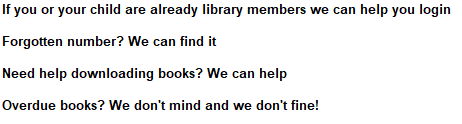 If you or your child are already library members we can help you login
Forgotten number? We can find it
Need help downloading books? We can help
Overdue books? We don't mind and we don't fine!